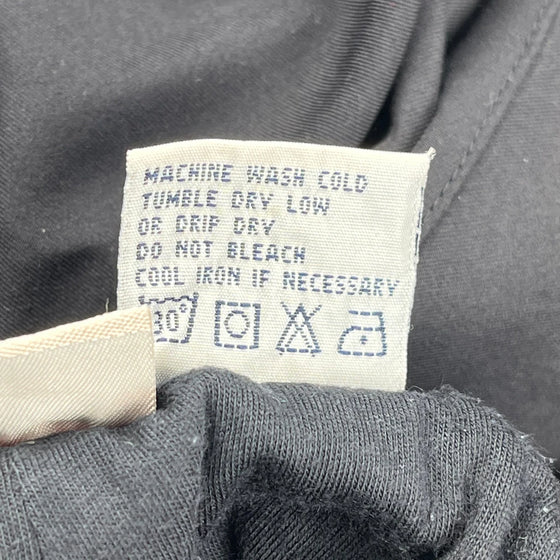 MACHINE WASH COLD
TUMBLE DRY LOW
OR DRIP DRY
DO NOT BLEACH
COOL IRON IF NECESSARY
30°